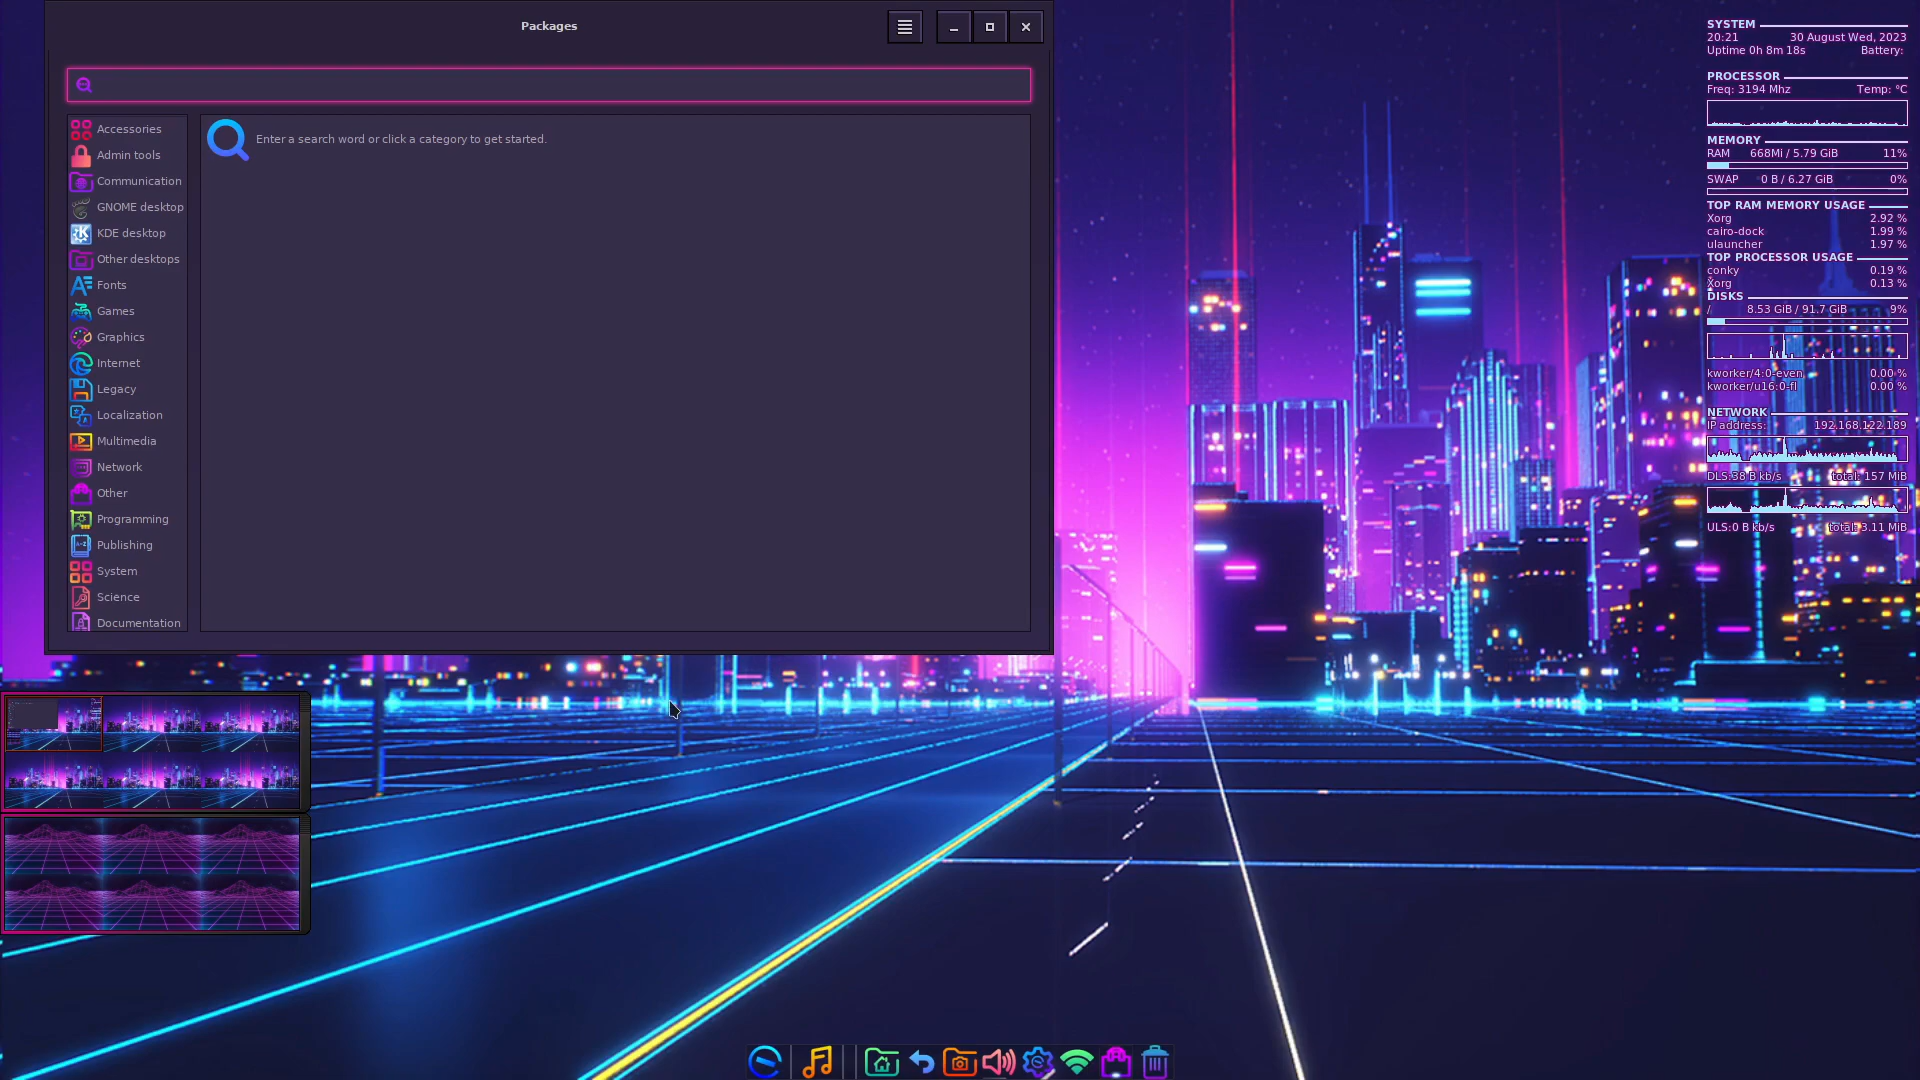 Packages
Enter a search word or click a category to get started.
Accessories
Admin tools
Communication
GNOME desktop
KDE desktop
Other desktops
Fonts
Games
Graphics
Internet
Legacy
Localization
Multimedia
Network
Other
Programming
Publishing
System
Science
Documentation
SYSTEM
20:21 30 August Wed, 2023
Uptime 0h 8m 18s Battery:
PROCESSOR
Freq: 3194 Mhz Temp: °C
MEMORY
RAM 668Mi / 5.79 GiB 11%
SWAP 0 B / 6.27 GiB 0%
TOP RAM MEMORY USAGE
Xorg 2.92 %
cairo-dock 1.99 %
ulauncher 1.97 %
TOP PROCESSOR USAGE
conky 0.19 %
Xorg 0.13 %
DISKS
/ 8.53 GiB / 91.7 GiB 9%
kworker/4:0-even 0.00 %
kworker/u16:0-fl 0.00 %
NETWORK
IP address: 192.168.122.189
DLS:38 B kb/s total: 157 MiB
ULS:0 B kb/s total: 3.11 MiB